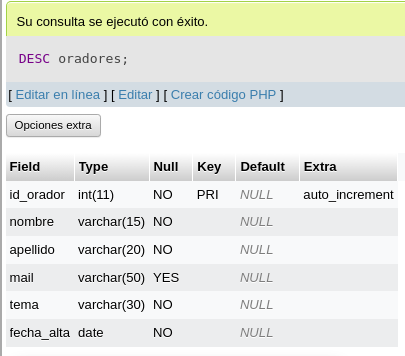 Su consulta se ejecutó con éxito.
DESC oradores;
[ Editar en línea ] [ Editar ] [ Crear código PHP ]
Opciones extra
Field Type Null Key Default Extra
id_orador int(11) NO PRI NULL auto_increment
nombre varchar(15) NO NULL
apellido varchar(20) NO NULL
mail varchar(50) YES NULL
tema varchar(30) NO NULL
fecha_alta date NO NULL